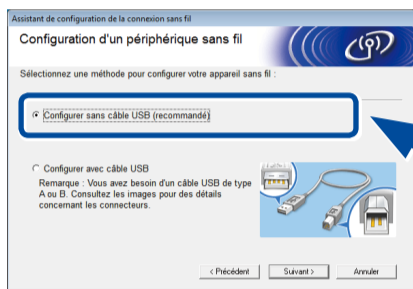 Assistant de configuration de la connexion sans fil
Configuration d'un périphérique sans fil
Sélectionnez une méthode pour configurer votre appareil sans fil :
Configurer sans câble USB (recommandé)
Configurer avec câble USB
Remarque : Vous avez besoin d'un câble USB de type
A ou B. Consultez les images pour des détails
concernant les connecteurs.
< Précédent
Suivant >
Annuler